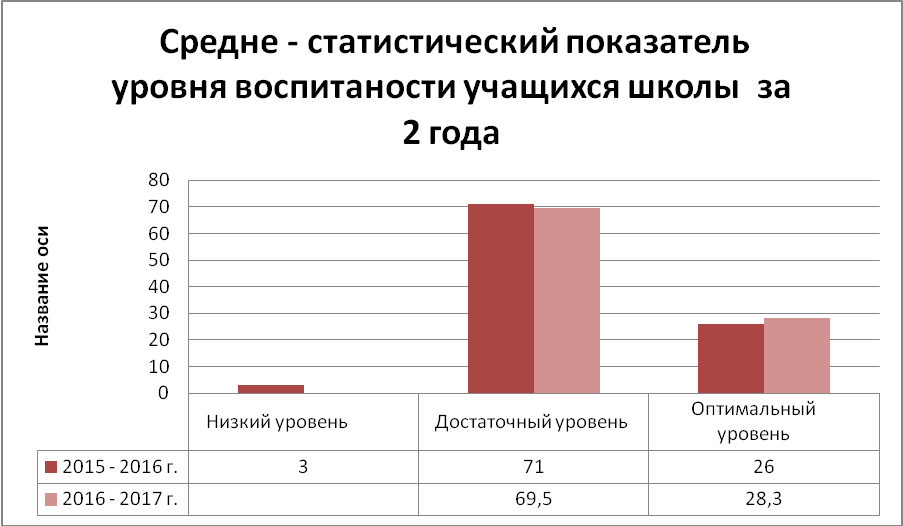 Средне - статистический показатель
уровня воспитаности учащихся школы за
2 года
Название оси
80
70
60
50
40
30
20
10
0
Низкий уровень
Достаточный уровень
Оптимальный
уровень
2015 - 2016 г.
3
71
26
2016 - 2017 г.
69,5
28,3